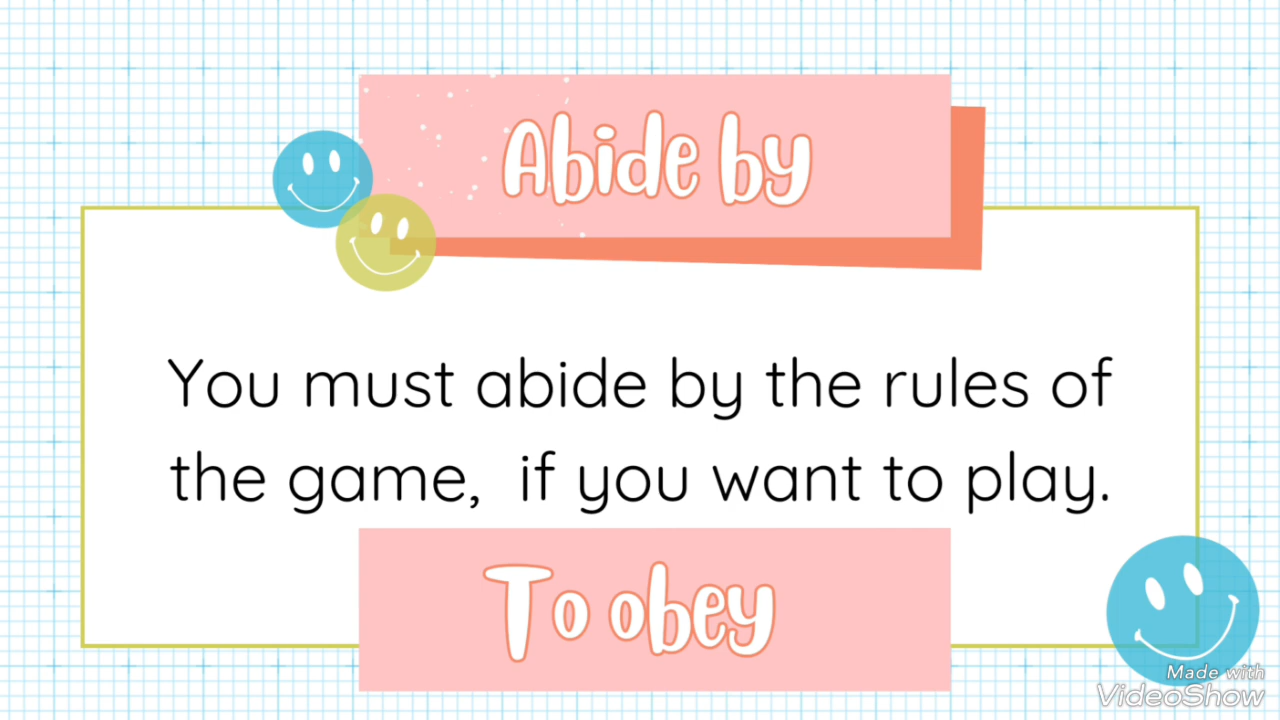 Abide by
You must abide by the rules of
the game,  if you want to play.
To obey
Made with
VideoShow